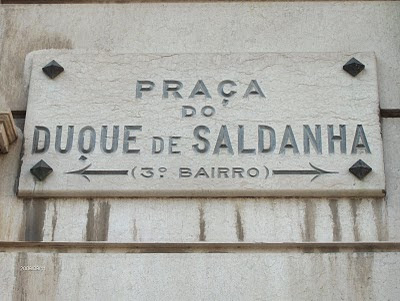 PRAÇA
DO
DUQUE DE SALDANHA
(3º BAIRRO)